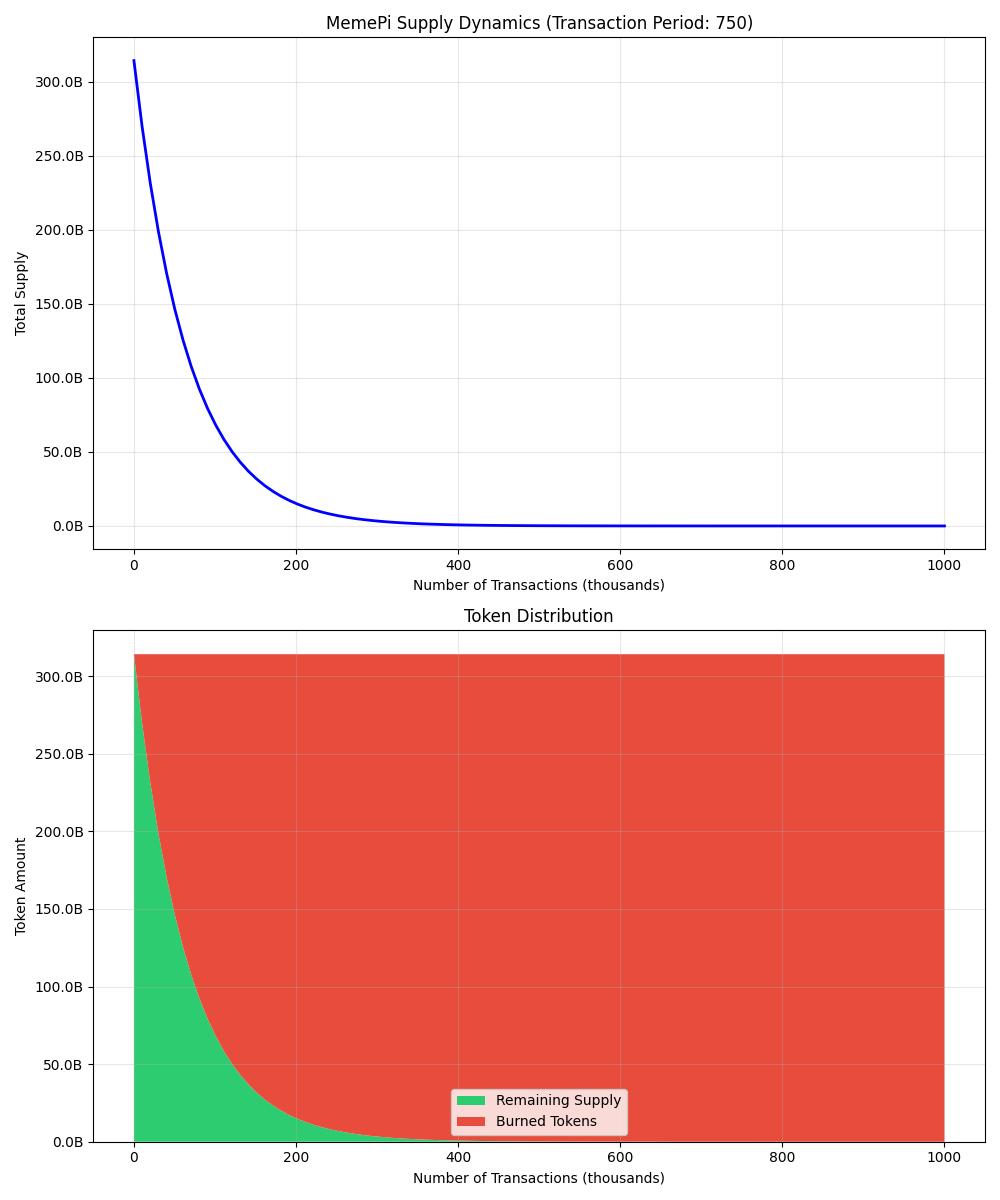 MemePi Supply Dynamics (Transaction Period: 750)
300.0B
250.0B
200.0B
150.0B
100.0B
50.0B
0.0B
Total Supply
0 200 400 600 800 1000
Number of Transactions (thousands)
Token Distribution
300.0B
250.0B
200.0B
150.0B
100.0B
50.0B
0.0B
Token Amount
Remaining Supply
Burned Tokens
0 200 400 600 800 1000
Number of Transactions (thousands)